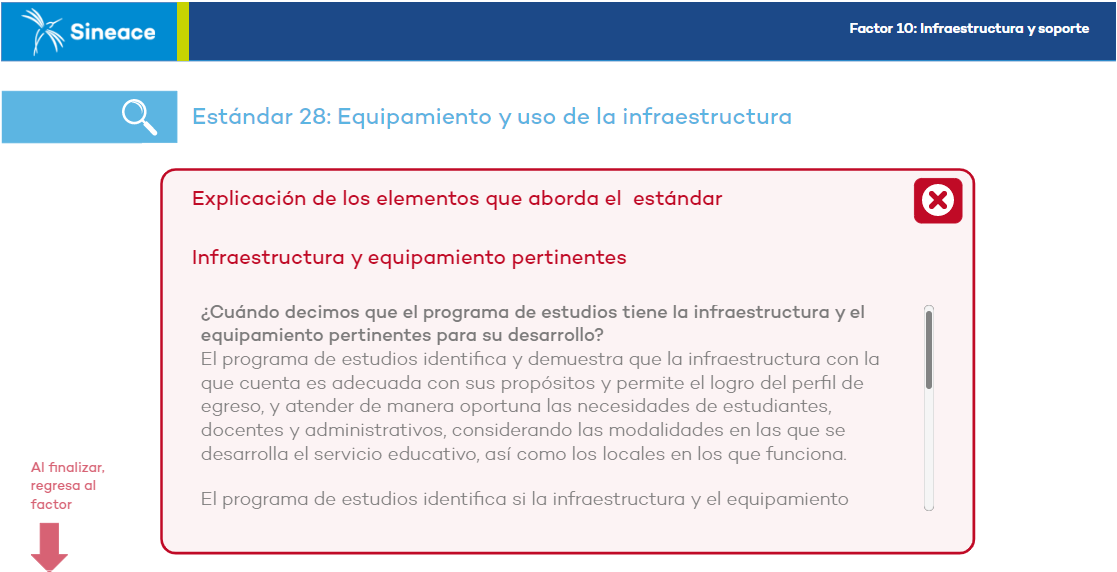 Sineace
Factor 10: Infraestructura y soporte
Estándar 28: Equipamiento y uso de la infraestructura
Explicación de los elementos que aborda el  estándar
Infraestructura y equipamiento pertinentes
¿Cuándo decimos que el programa de estudios tiene la infraestructura y el
equipamiento pertinentes para su desarrollo?
El programa de estudios identifica y demuestra que la infraestructura con la
que cuenta es adecuada con sus propósitos y permite el logro del perfil de
egreso, y atender de manera oportuna las necesidades de estudiantes,
docentes y administrativos, considerando las modalidades en las que se
desarrolla el servicio educativo, así como los locales en los que funciona.
El programa de estudios identifica si la infraestructura y el equipamiento
Al finalizar,
regresa al
factor